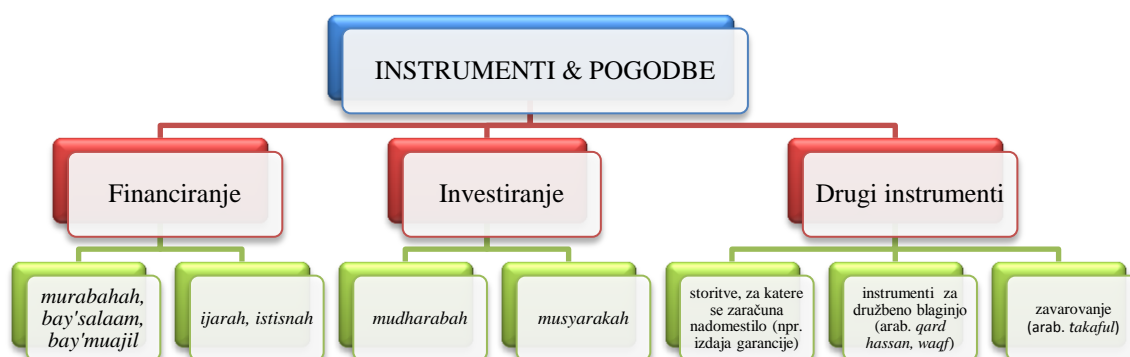 INSTRUMENTI & POGODBE
Financiranje
Investiranje
Drugi instrumenti
murabahah,
bay'salaam,
bay'muajil
ijarah, istisnah
mudharabah
musyarakah
storitve, za katere
se zaračuna
nadomestilo (npr.
izdaja garancije)
instrumenti za
družbeno blaginjo
(arab. qard
hassan, waqf)
zavarovanje
(arab. takaful)